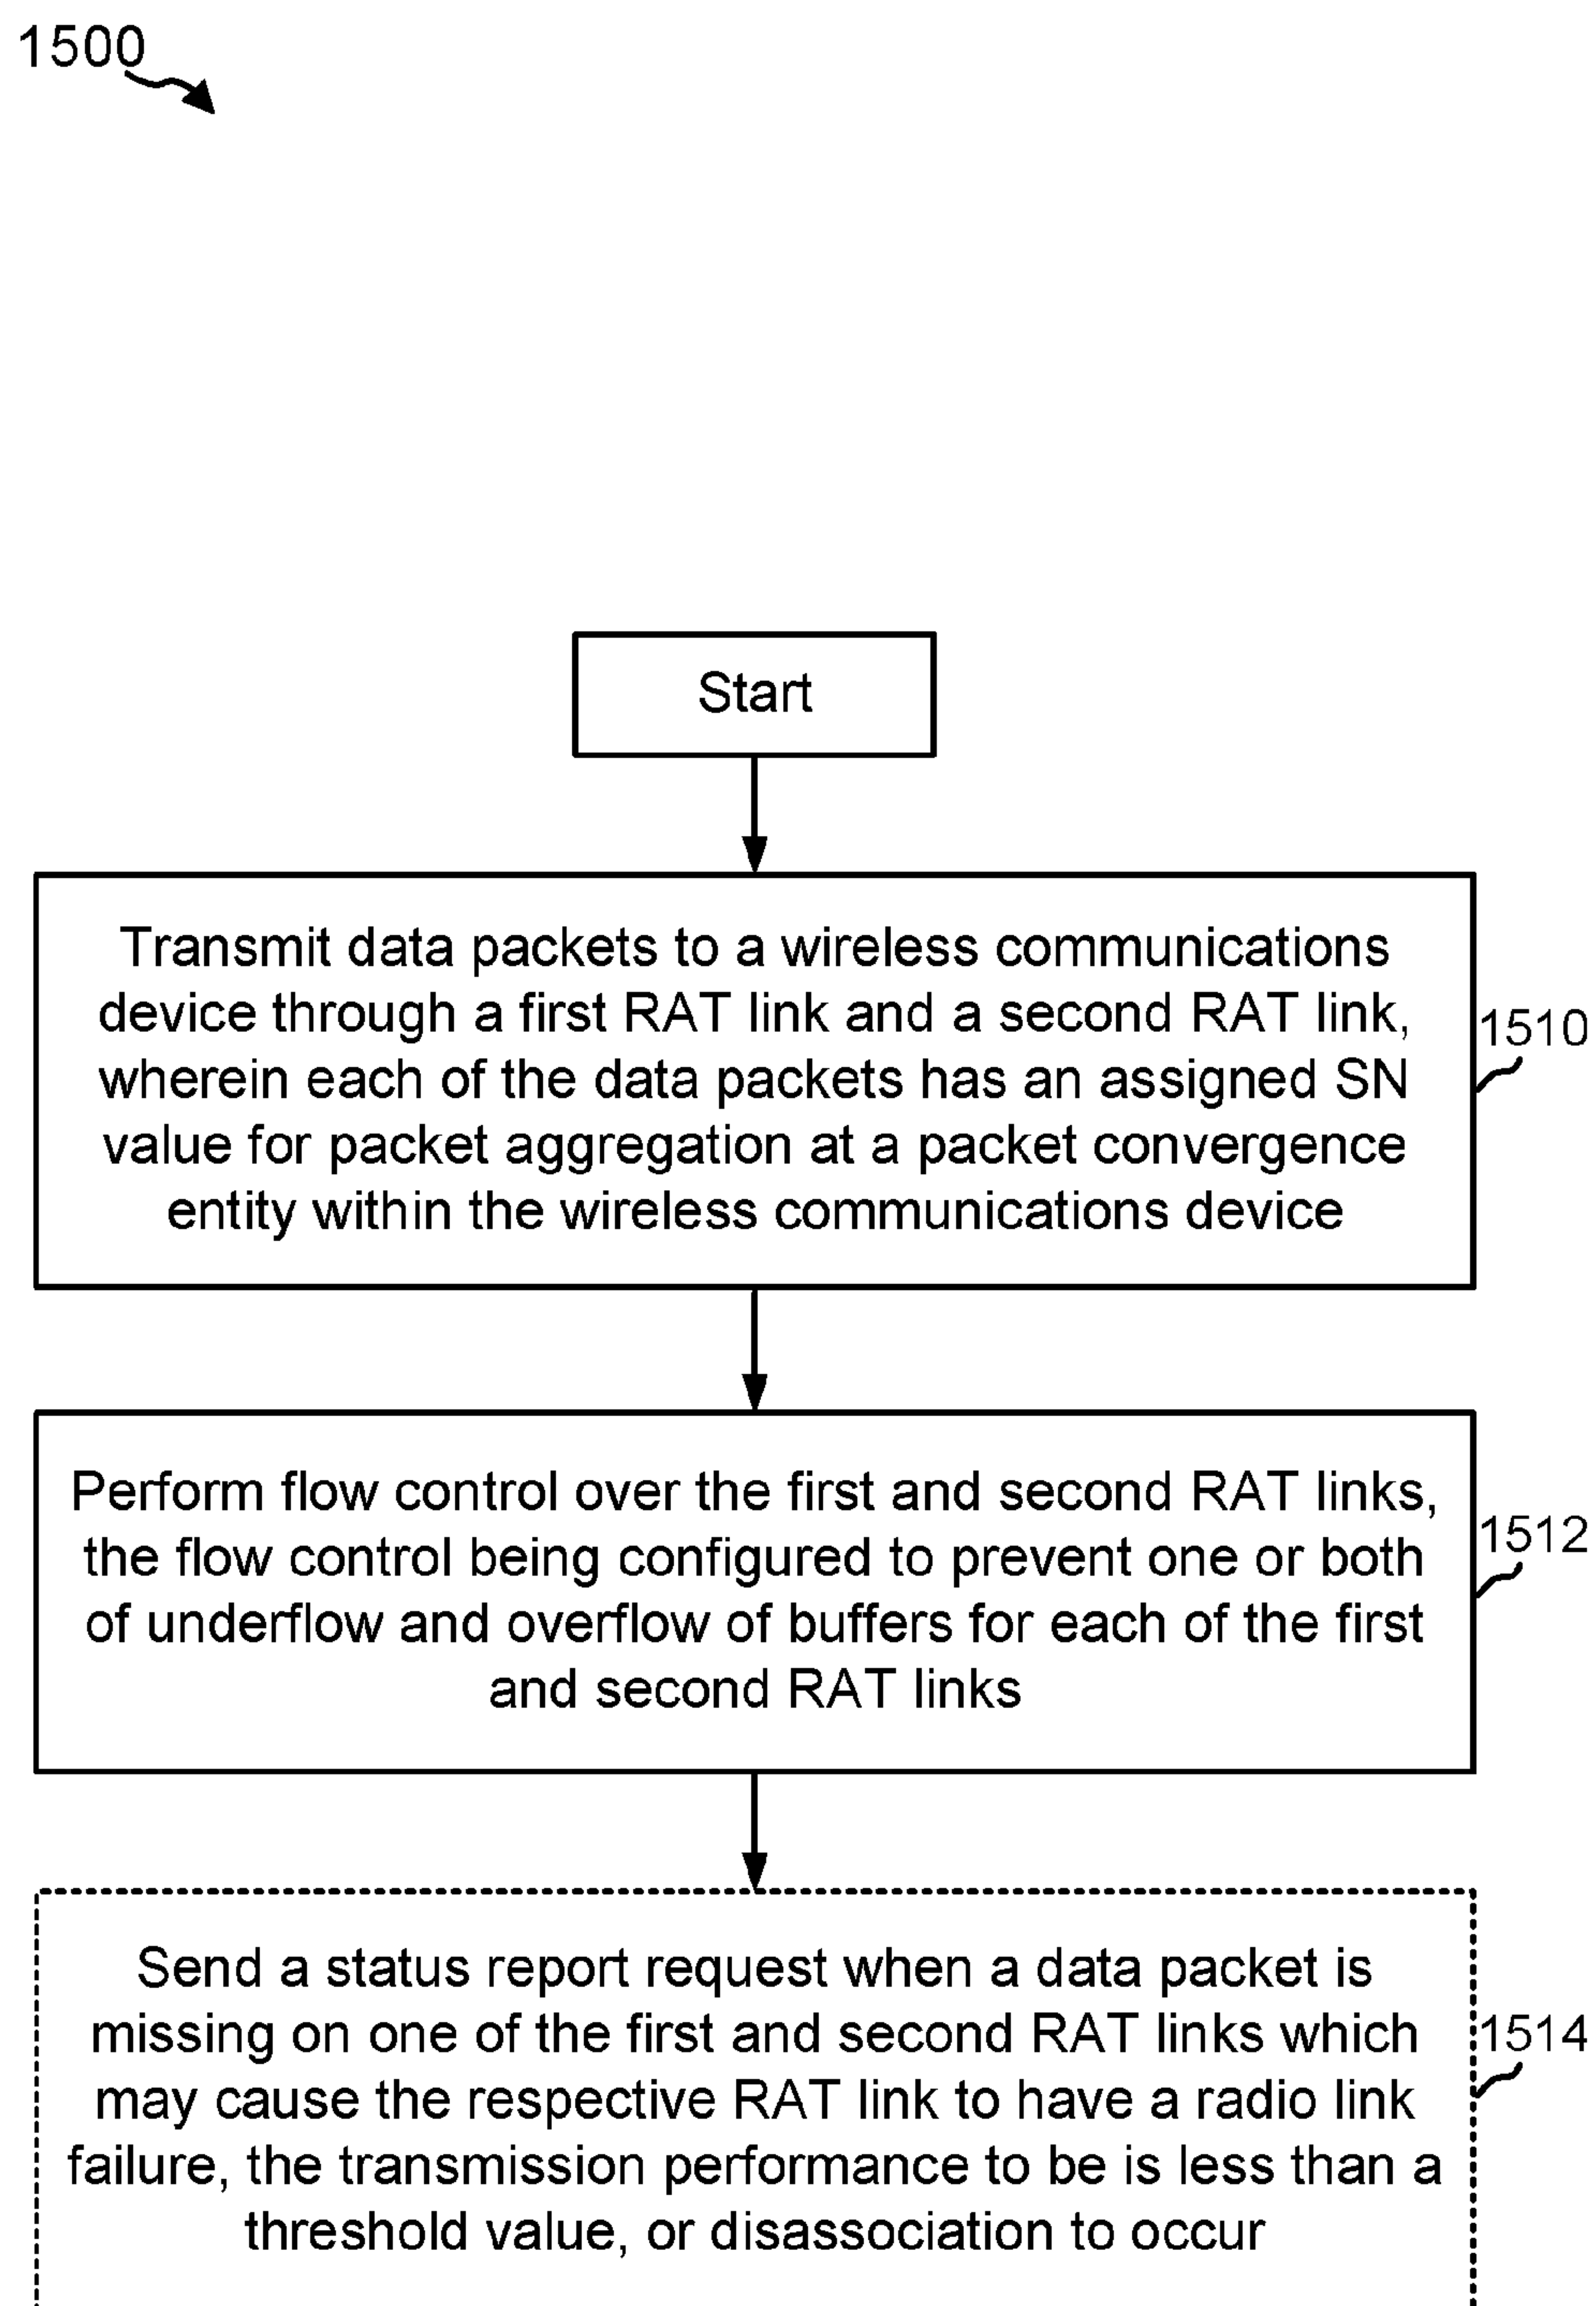 1500
Start
Transmit data packets to a wireless communications
device through a first RAT link and a second RAT link,
wherein each of the data packets has an assigned SN
value for packet aggregation at a packet convergence
entity within the wireless communications device
1510
Perform flow control over the first and second RAT links,
the flow control being configured to prevent one or both
of underflow and overflow of buffers for each of the first
and second RAT links
1512
Send a status report request when a data packet is
missing on one of the first and second RAT links which
may cause the respective RAT link to have a radio link
failure, the transmission performance to be is less than a
threshold value, or disassociation to occur
1514